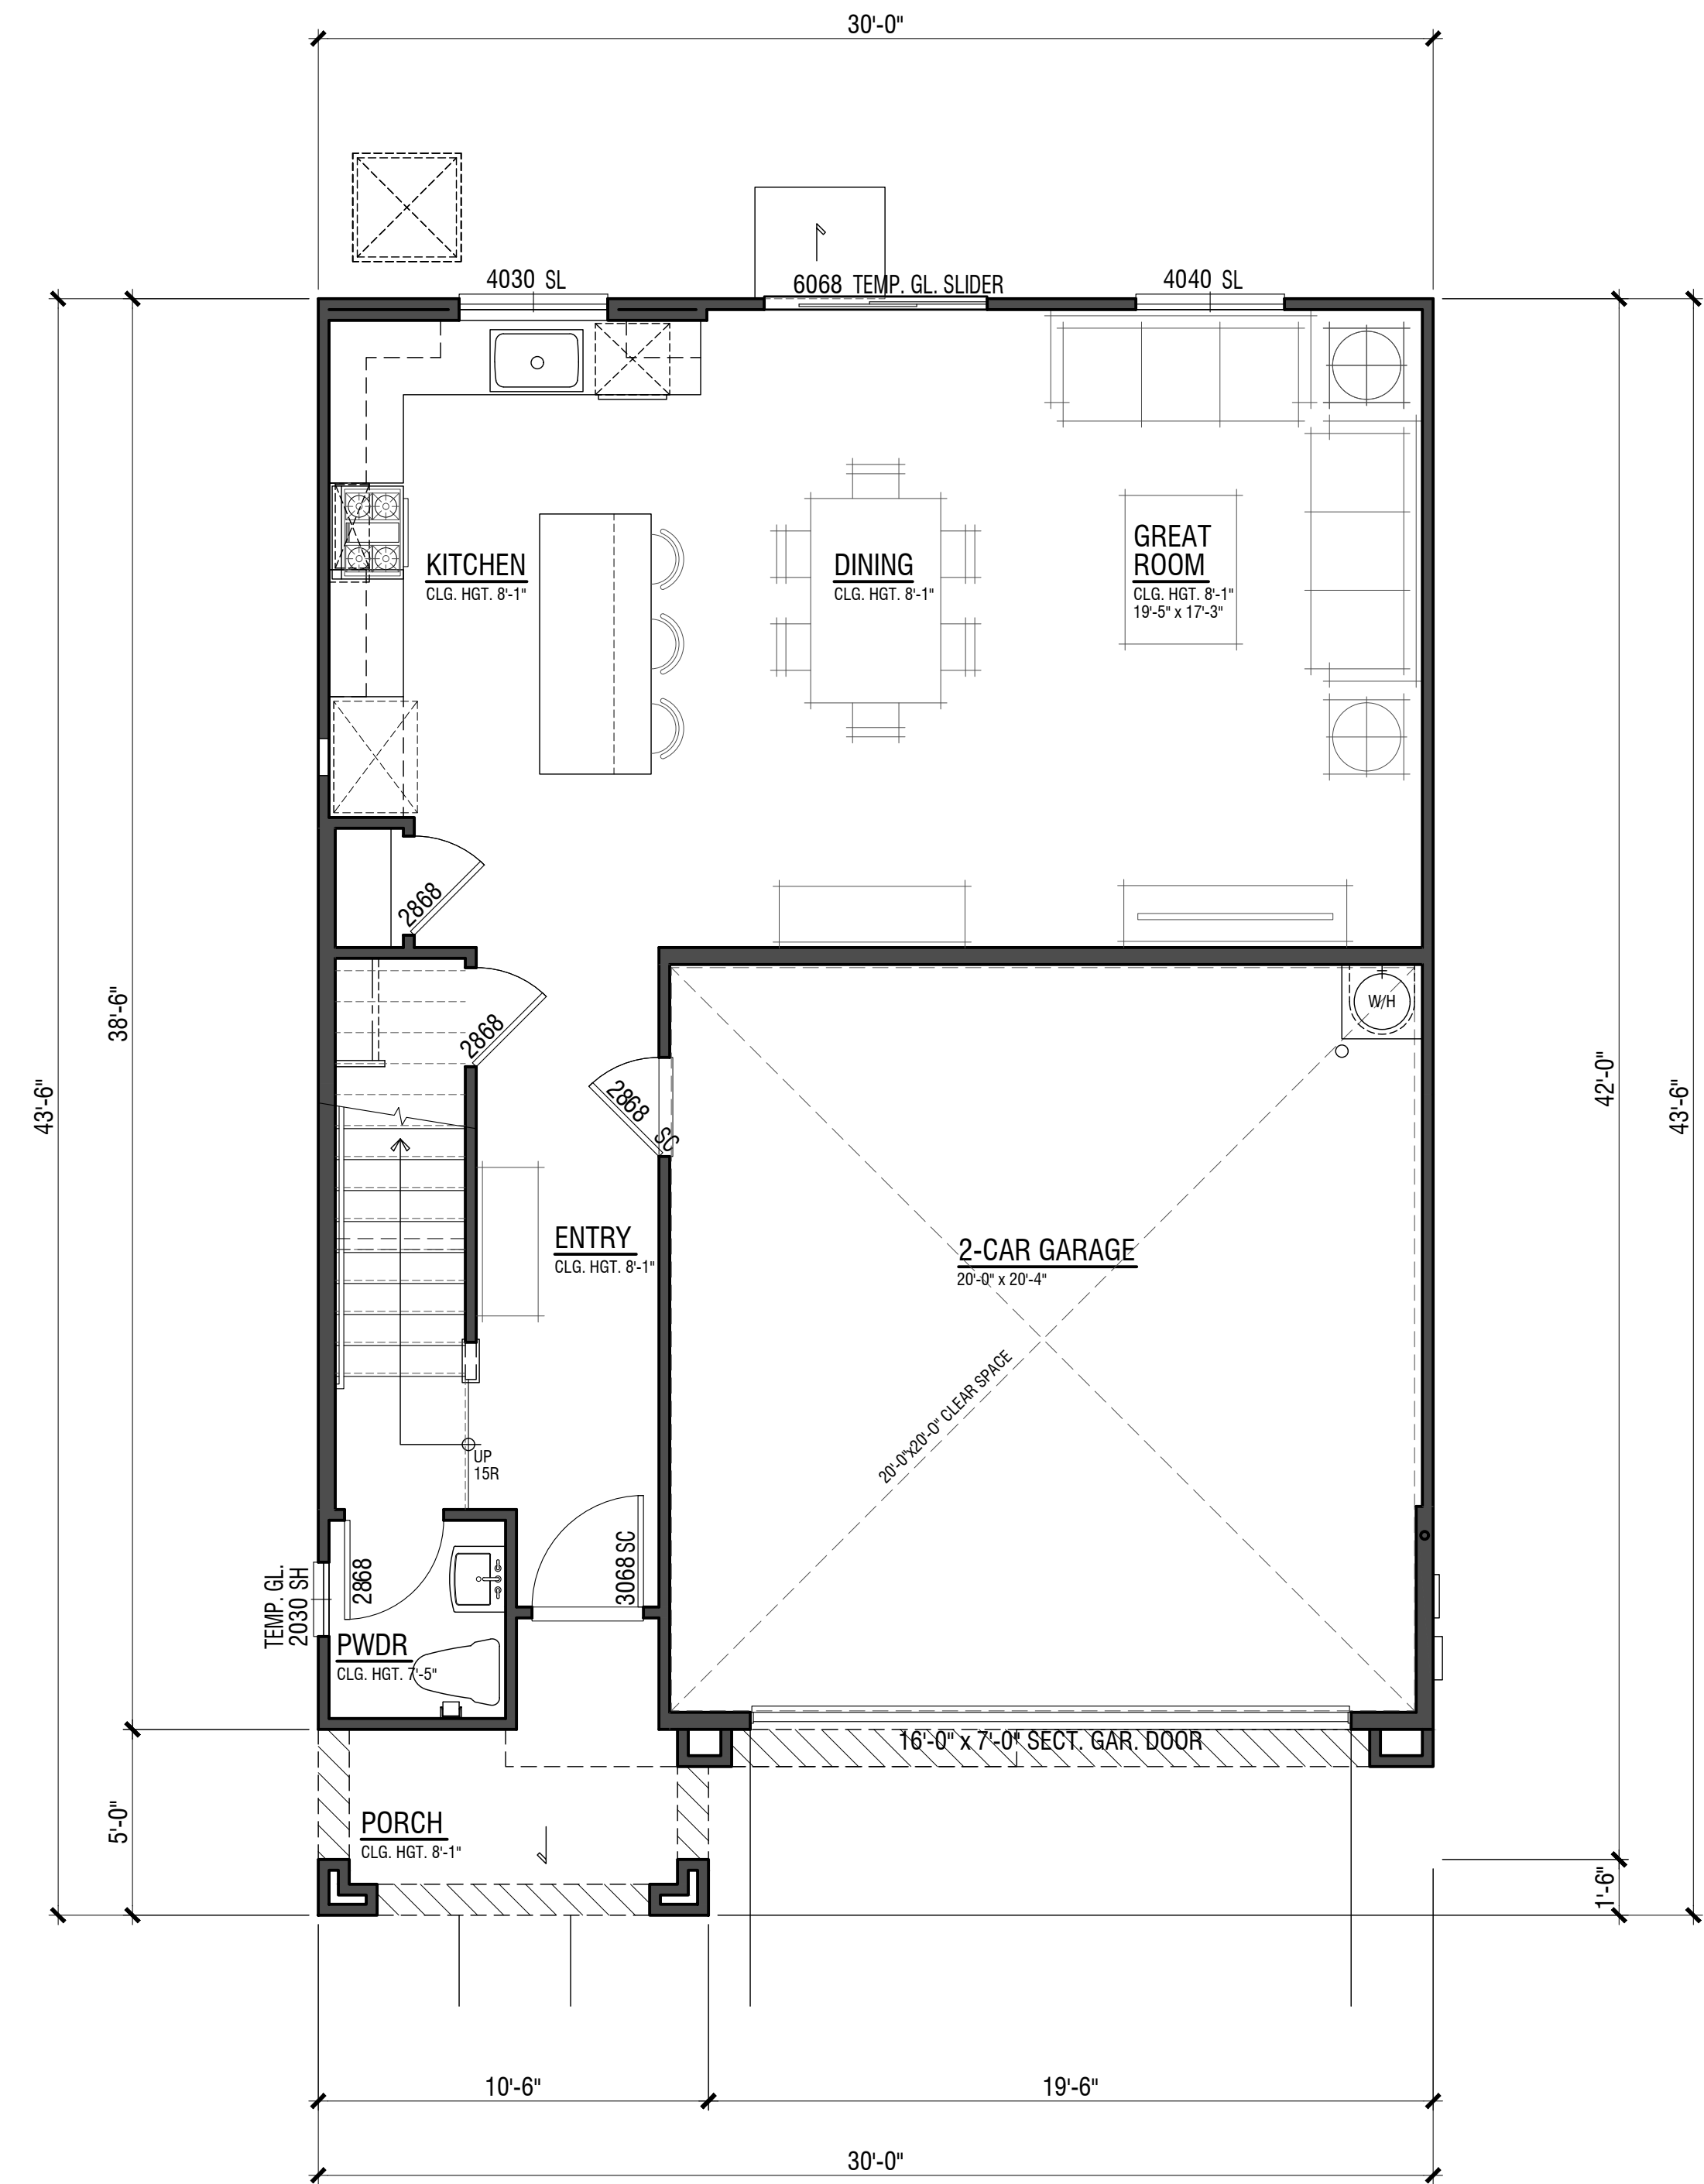 30'-0"
4030 SL
6068 TEMP. GL. SLIDER
4040 SL
KITCHEN
CLG. HGT. 8'-1"
DINING
CLG. HGT. 8'-1"
GREAT
ROOM
CLG. HGT. 8'-1"
19'-5" x 17'-3"
2868
2868
2868 SC
W/H
38'-6"
43'-6"
42'-0"
43'-6"
ENTRY
CLG. HGT. 8'-1"
2-CAR GARAGE
20'-0" x 20'-4"
20'-0"x20'-0" CLEAR SPACE
UP
15R
TEMP. GL.
2030 SH
2868
3068 SC
PWDR
CLG. HGT. 7'-5"
16'-0" x 7'-0" SECT. GAR. DOOR
5'-0"
PORCH
CLG. HGT. 8'-1"
1'-6"
10'-6"
19'-6"
30'-0"